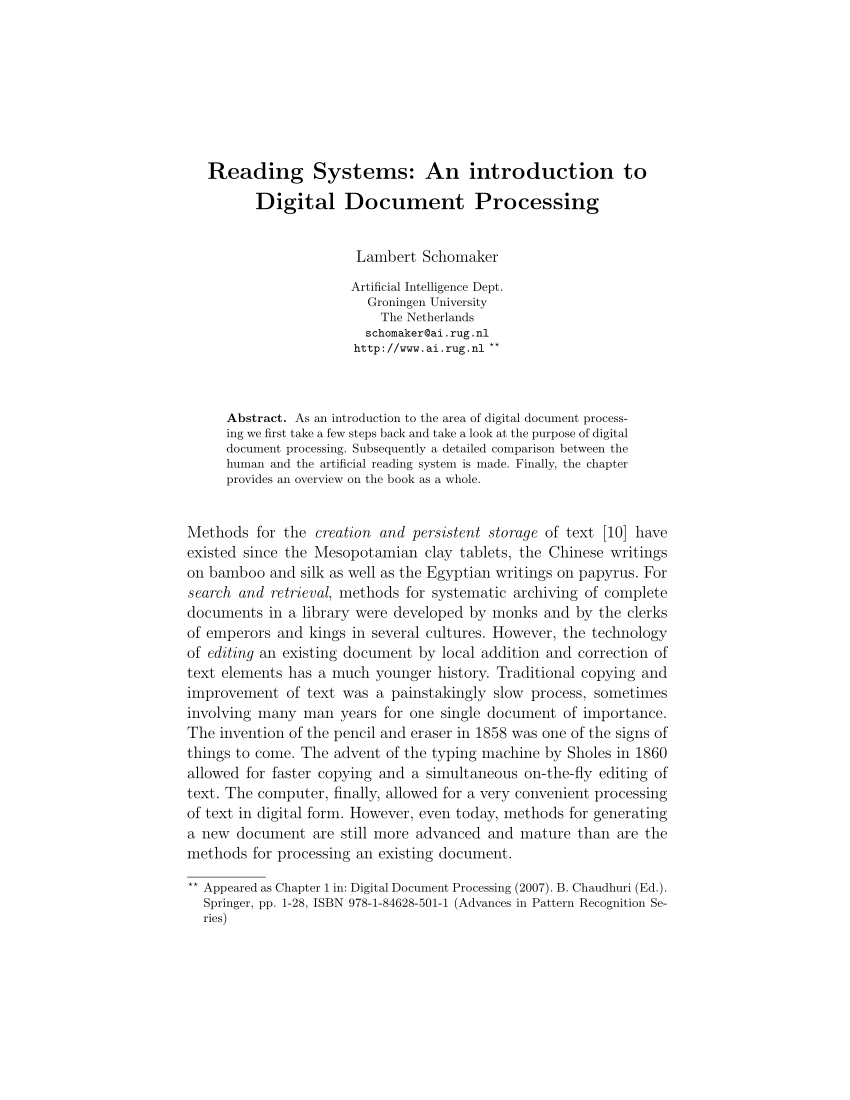 Reading Systems: An introduction to
Digital Document Processing
Lambert Schomaker
Artificial Intelligence Dept.
Groningen University
The Netherlands
schomaker@ai.rug.nl
http://www.ai.rug.nl **
Abstract. As an introduction to the area of digital document process-
ing we first take a few steps back and take a look at the purpose of digital
document processing. Subsequently a detailed comparison between the
human and the artificial reading system is made. Finally, the chapter
provides an overview on the book as a whole.
Methods for the creation and persistent storage of text [10] have
existed since the Mesopotamian clay tablets, the Chinese writings
on bamboo and silk as well as the Egyptian writings on papyrus. For
search and retrieval, methods for systematic archiving of complete
documents in a library were developed by monks and by the clerks
of emperors and kings in several cultures. However, the technology
of editing an existing document by local addition and correction of
text elements has a much younger history. Traditional copying and
improvement of text was a painstakingly slow process, sometimes
involving many man years for one single document of importance.
The invention of the pencil and eraser in 1858 was one of the signs of
things to come. The advent of the typing machine by Sholes in 1860
allowed for faster copying and a simultaneous on-the-fly editing of
text. The computer, finally, allowed for a very convenient processing
of text in digital form. However, even today, methods for generating
a new document are still more advanced and mature than are the
methods for processing an existing document.
** Appeared as Chapter 1 in: Digital Document Processing (2007). B. Chaudhuri (Ed.).
Springer, pp. 1-28, ISBN 978-1-84628-501-1 (Advances in Pattern Recognition Se-
ries)